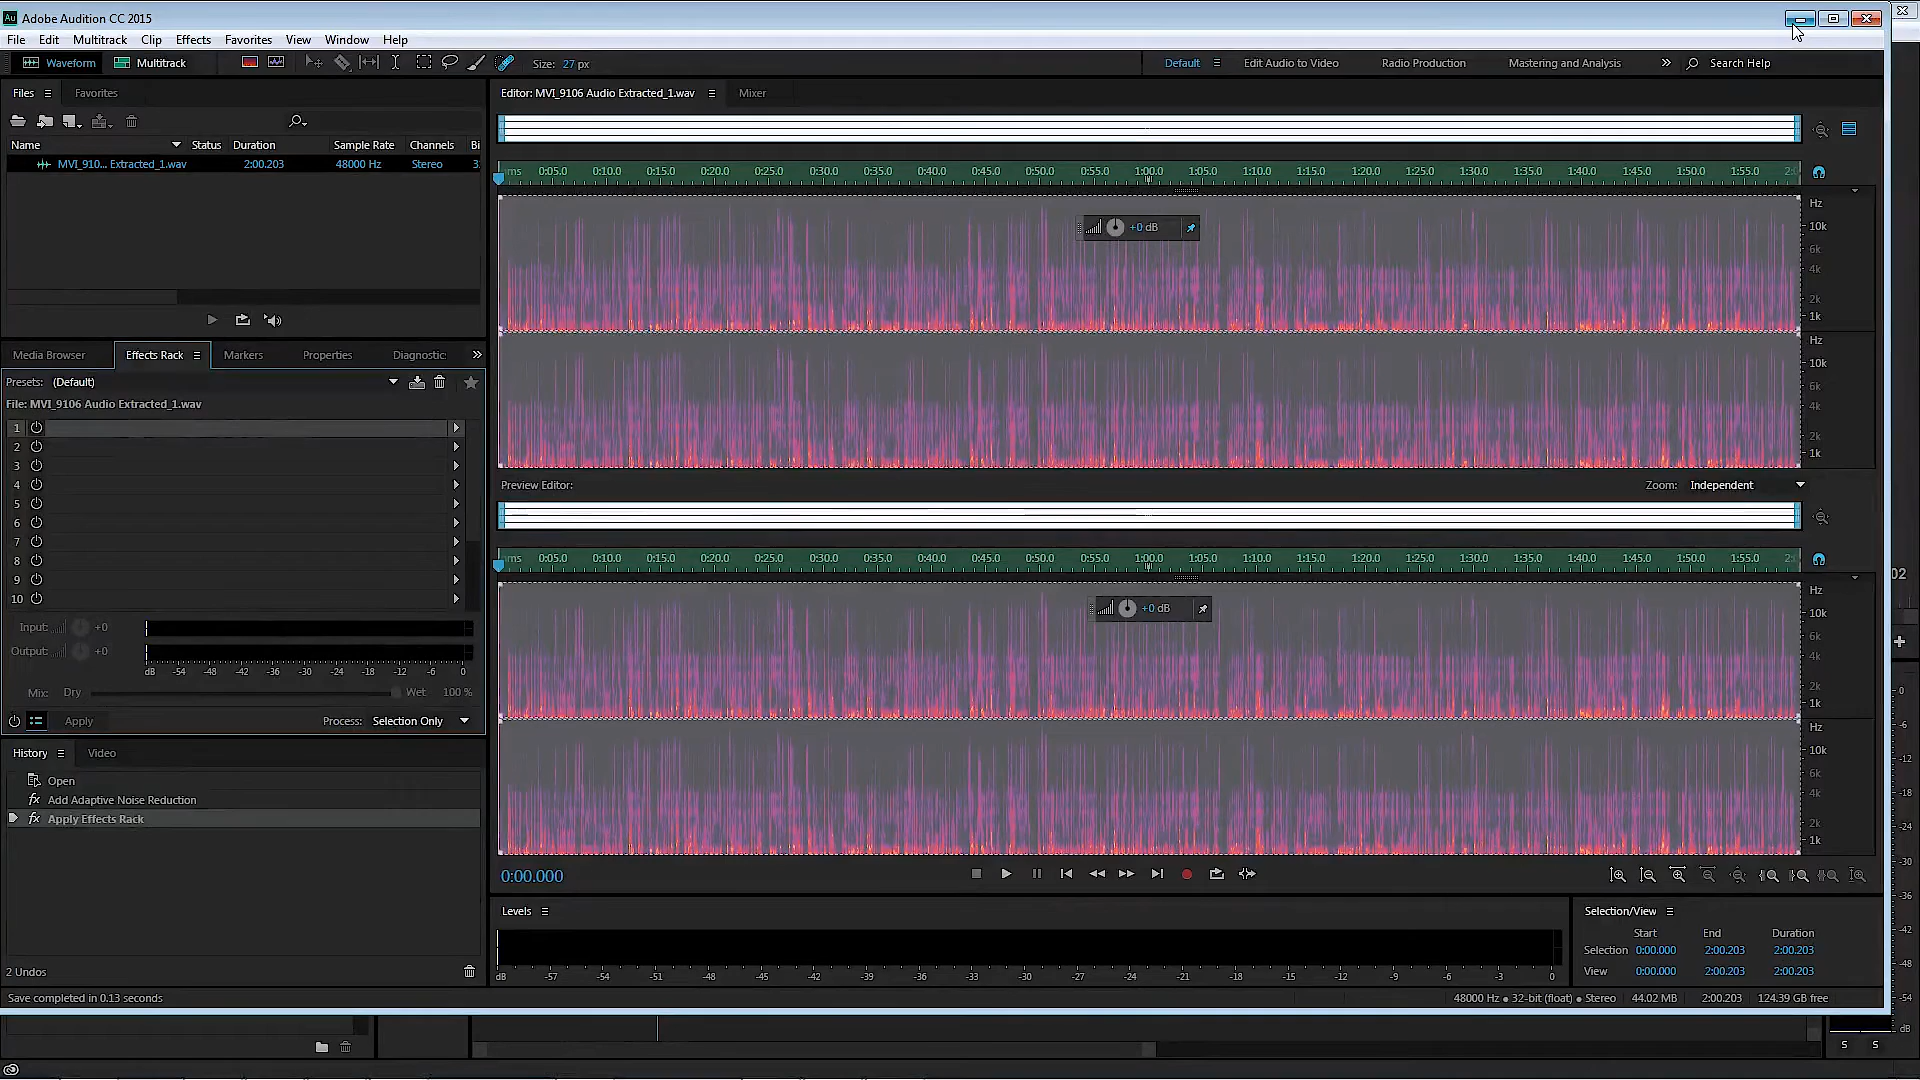 Adobe Audition CC 2015
File Edit Multitrack Clip Effects Favorites View Window Help
Waveform Multitrack Size: 27 px Default Edit Audio to Video Radio Production Mastering and Analysis Search Help
Files Favorites
Name Status Duration Sample Rate Channels Bi
MVI_910... Extracted_1.wav 2:00.203 48000 Hz Stereo 3
Media Browser Effects Rack Markers Properties Diagnostic
Presets: (Default)
File: MVI_9106 Audio Extracted_1.wav
1
2
3
4
5
6
7
8
9
10
Input: +0
Output: +0
dB -54 -48 -42 -36 -30 -24 -18 -12 -6 0
Mix: Dry Wet 100 %
Apply Process: Selection Only
History Video
Open
fx Add Adaptive Noise Reduction
fx Apply Effects Rack
2 Undos
Save completed in 0.13 seconds
Editor: MVI_9106 Audio Extracted_1.wav Mixer
hms 0:05.0 0:10.0 0:15.0 0:20.0 0:25.0 0:30.0 0:35.0 0:40.0 0:45.0 0:50.0 0:55.0 1:00.0 1:05.0 1:10.0 1:15.0 1:20.0 1:25.0 1:30.0 1:35.0 1:40.0 1:45.0 1:50.0 1:55.0 2:0
+0 dB
Hz
10k
6k
4k
2k
1k
Hz
10k
6k
4k
2k
1k
Preview Editor: Zoom: Independent
hms 0:05.0 0:10.0 0:15.0 0:20.0 0:25.0 0:30.0 0:35.0 0:40.0 0:45.0 0:50.0 0:55.0 1:00.0 1:05.0 1:10.0 1:15.0 1:20.0 1:25.0 1:30.0 1:35.0 1:40.0 1:45.0 1:50.0 1:55.0 2:
+0 dB
Hz
10k
6k
4k
2k
1k
Hz
10k
6k
4k
2k
1k
0:00.000
Levels
dB -57 -54 -51 -48 -45 -42 -39 -36 -33 -30 -27 -24 -21 -18 -15 -12 -9 -6 -3 0
Selection/View
Start End Duration
Selection 0:00.000 2:00.203 2:00.203
View 0:00.000 2:00.203 2:00.203
48000 Hz • 32-bit (float) • Stereo 44.02 MB 2:00.203 124.39 GB free
02
0
-6
-12
-18
-24
-30
-36
-42
-48
-54
dB
S S